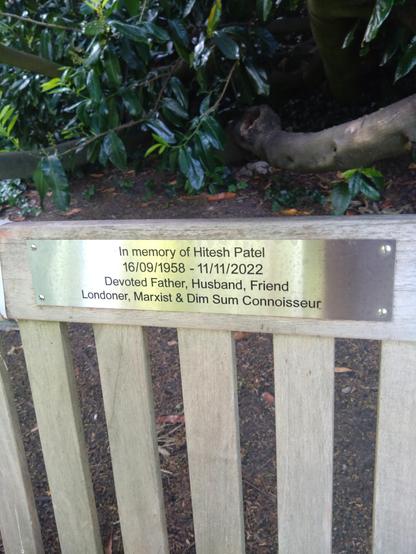 In memory of Hitesh Patel
16/09/1958 - 11/11/2022
Devoted Father, Husband, Friend
Londoner, Marxist & Dim Sum Connoisseur